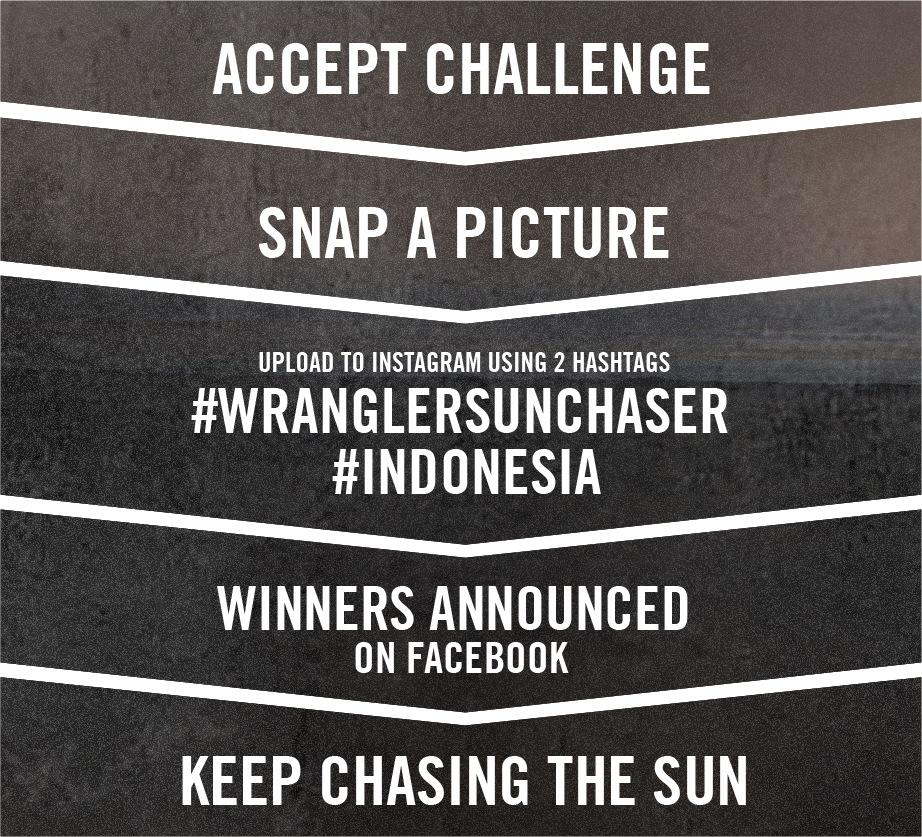 ACCEPT CHALLENGE
SNAP A PICTURE
UPLOAD TO INSTAGRAM USING 2 HASHTAGS
#WRANGLERSUNCHASER
#INDONESIA
WINNERS ANNOUNCED
ON FACEBOOK
KEEP CHASING THE SUN